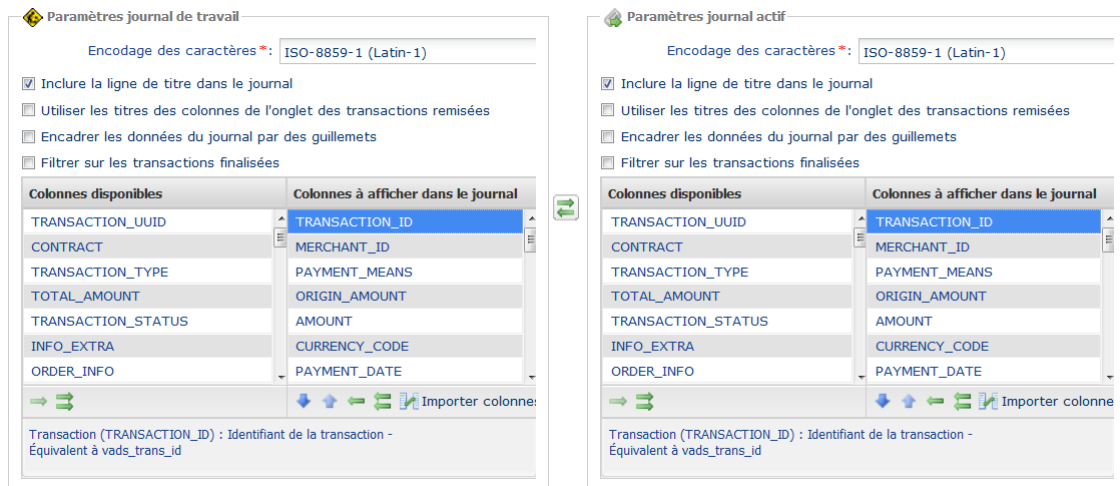 Paramètres journal de travail
Encodage des caractères *: ISO-8859-1 (Latin-1)
Inclure la ligne de titre dans le journal
Utiliser les titres des colonnes de l'onglet des transactions remisées
Encadrer les données du journal par des guillemets
Filtrer sur les transactions finalisées
Colonnes disponibles Colonnes à afficher dans le journal
TRANSACTION_UUID TRANSACTION_ID
CONTRACT MERCHANT_ID
TRANSACTION_TYPE PAYMENT_MEANS
TOTAL_AMOUNT ORIGIN_AMOUNT
TRANSACTION_STATUS AMOUNT
INFO_EXTRA CURRENCY_CODE
ORDER_INFO PAYMENT_DATE
Importer colonnes
Transaction (TRANSACTION_ID) : Identifiant de la transaction -
Équivalent à vads_trans_id
Paramètres journal actif
Encodage des caractères *: ISO-8859-1 (Latin-1)
Inclure la ligne de titre dans le journal
Utiliser les titres des colonnes de l'onglet des transactions remisées
Encadrer les données du journal par des guillemets
Filtrer sur les transactions finalisées
Colonnes disponibles Colonnes à afficher dans le journal
TRANSACTION_UUID TRANSACTION_ID
CONTRACT MERCHANT_ID
TRANSACTION_TYPE PAYMENT_MEANS
TOTAL_AMOUNT ORIGIN_AMOUNT
TRANSACTION_STATUS AMOUNT
INFO_EXTRA CURRENCY_CODE
ORDER_INFO PAYMENT_DATE
Importer colonne
Transaction (TRANSACTION_ID) : Identifiant de la transaction -
Équivalent à vads_trans_id